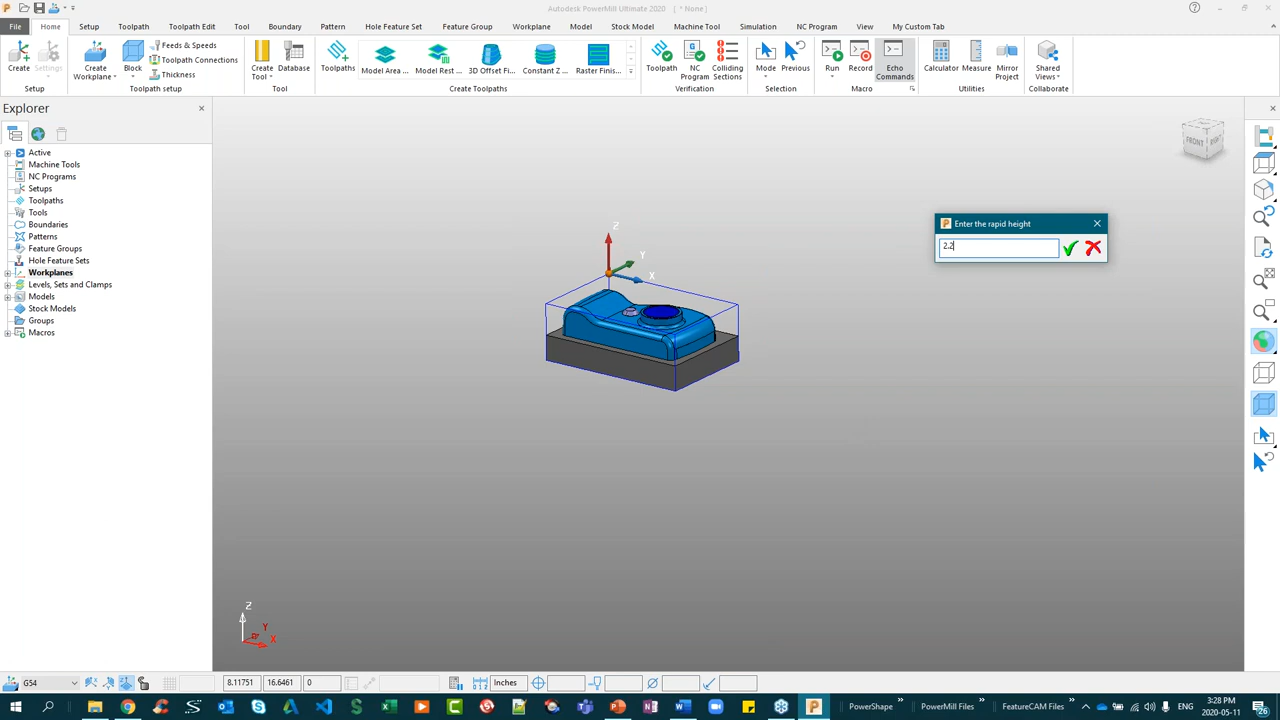 Autodesk PowerMill Ultimate 2020 [ * None ]
File Home Setup Toolpath Toolpath Edit Tool Boundary Pattern Hole Feature Set Feature Group Workplane Model Stock Model Machine Tool Simulation NC Program View My Custom Tab
Create
Settings
Create Workplane
Block
Feeds & Speeds
Toolpath Connections
Thickness
Create Tool
Tool Database
Toolpaths
Model Area ...
Model Rest ...
3D Offset Fi...
Constant Z ...
Raster Finis...
Toolpath
NC Program
Colliding Sections
Mode
Previous
Run
Record
Echo Commands
Calculator
Measure
Mirror Project
Shared Views
Setup Toolpath setup Tool Create Toolpaths Verification Selection Macro Utilities Collaborate
Explorer
Active
Machine Tools
NC Programs
Setups
Toolpaths
Tools
Boundaries
Patterns
Feature Groups
Hole Feature Sets
Workplanes
Levels, Sets and Clamps
Models
Stock Models
Groups
Macros
FRONT RIGHT
Enter the rapid height
2.2
Z
Y
X
Z
Y
X
G54 8.11751 16.6461 0 Inches
PowerShape PowerMill Files FeatureCAM Files ENG 3:28 PM
2020-05-11 26